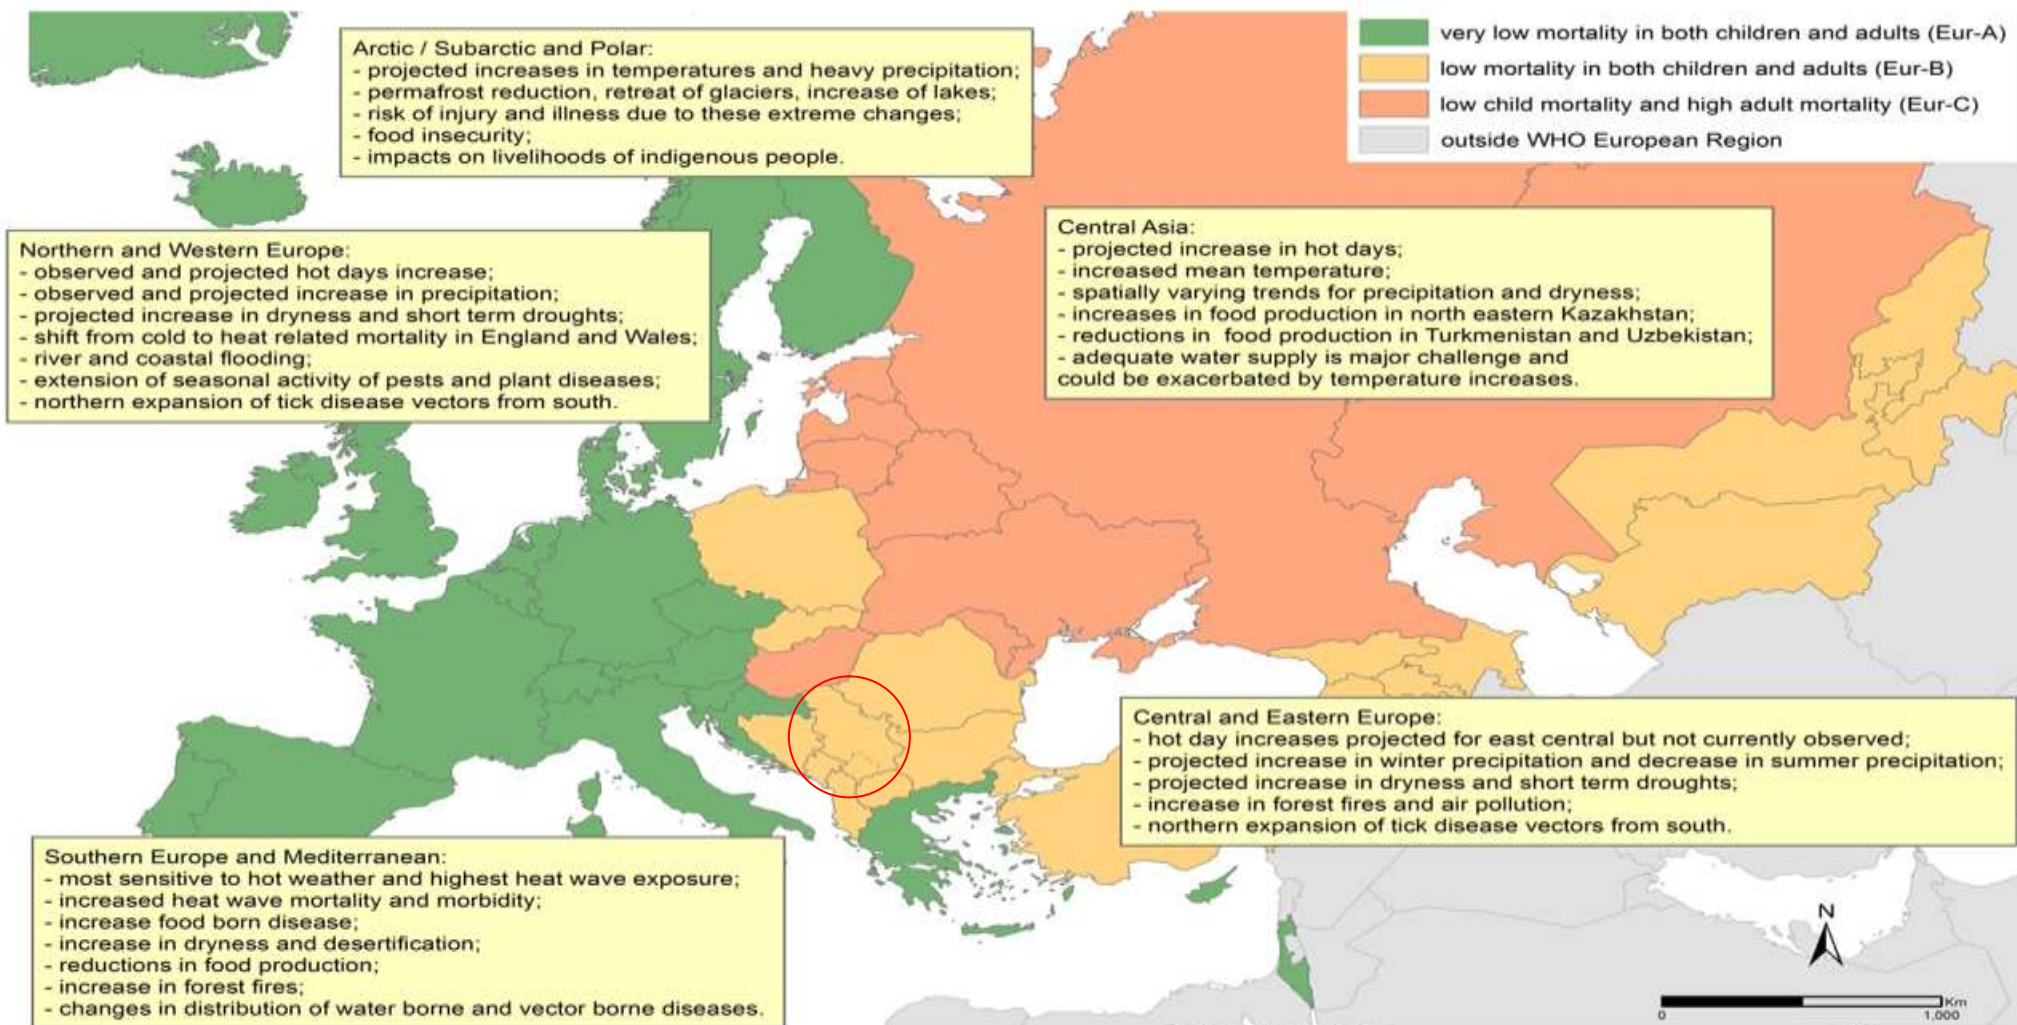 Arctic / Subarctic and Polar:
- projected increases in temperatures and heavy precipitation;
- permafrost reduction, retreat of glaciers, increase of lakes;
- risk of injury and illness due to these extreme changes;
- food insecurity;
- impacts on livelihoods of indigenous people.
very low mortality in both children and adults (Eur-A)
low mortality in both children and adults (Eur-B)
low child mortality and high adult mortality (Eur-C)
outside WHO European Region
Northern and Western Europe:
- observed and projected hot days increase;
- observed and projected increase in precipitation;
- projected increase in dryness and short term droughts;
- shift from cold to heat related mortality in England and Wales;
- river and coastal flooding;
- extension of seasonal activity of pests and plant diseases;
- northern expansion of tick disease vectors from south.
Central Asia:
- projected increase in hot days;
- increased mean temperature;
- spatially varying trends for precipitation and dryness;
- increases in food production in north eastern Kazakhstan;
- reductions in food production in Turkmenistan and Uzbekistan;
- adequate water supply is major challenge and
could be exacerbated by temperature increases.
Central and Eastern Europe:
- hot day increases projected for east central but not currently observed;
- projected increase in winter precipitation and decrease in summer precipitation;
- projected increase in dryness and short term droughts;
- increase in forest fires and air pollution;
- northern expansion of tick disease vectors from south.
Southern Europe and Mediterranean:
- most sensitive to hot weather and highest heat wave exposure;
- increased heat wave mortality and morbidity;
- increase food born disease;
- increase in dryness and desertification;
- reductions in food production;
- increase in forest fires;
- changes in distribution of water borne and vector borne diseases.
N
Km
0 1,000